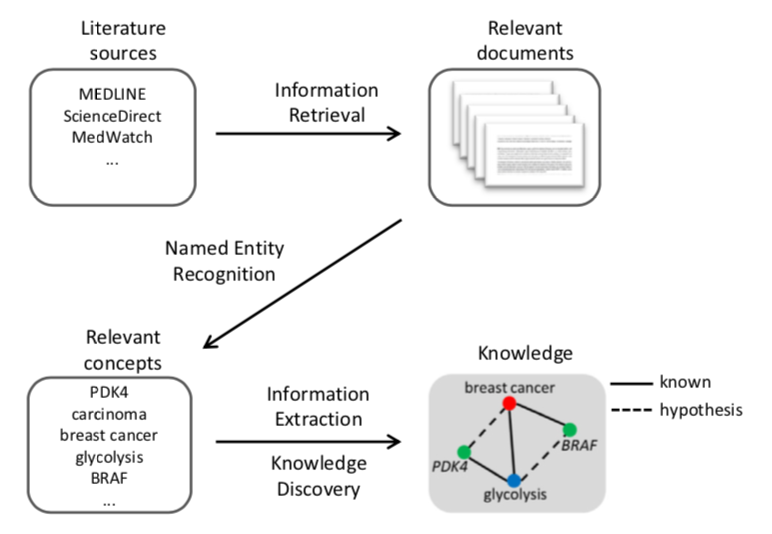 Literature
sources
MEDLINE
ScienceDirect
MedWatch
...
Information
Retrieval
Relevant
documents
Named Entity
Recognition
Relevant
concepts
PDK4
carcinoma
breast cancer
glycolysis
BRAF
...
Information
Extraction
Knowledge
Discovery
Knowledge
breast cancer
BRAF
PDK4
glycolysis
known
hypothesis